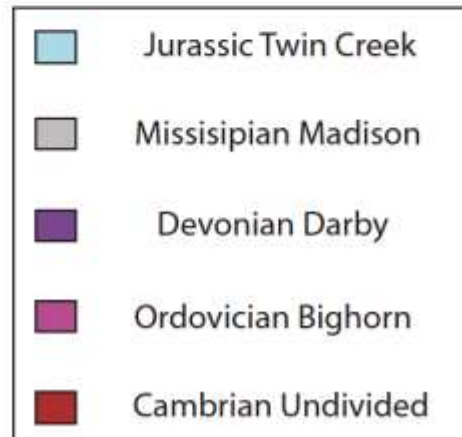 Jurassic Twin Creek
Missisipian Madison
Devonian Darby
Ordovician Bighorn
Cambrian Undivided